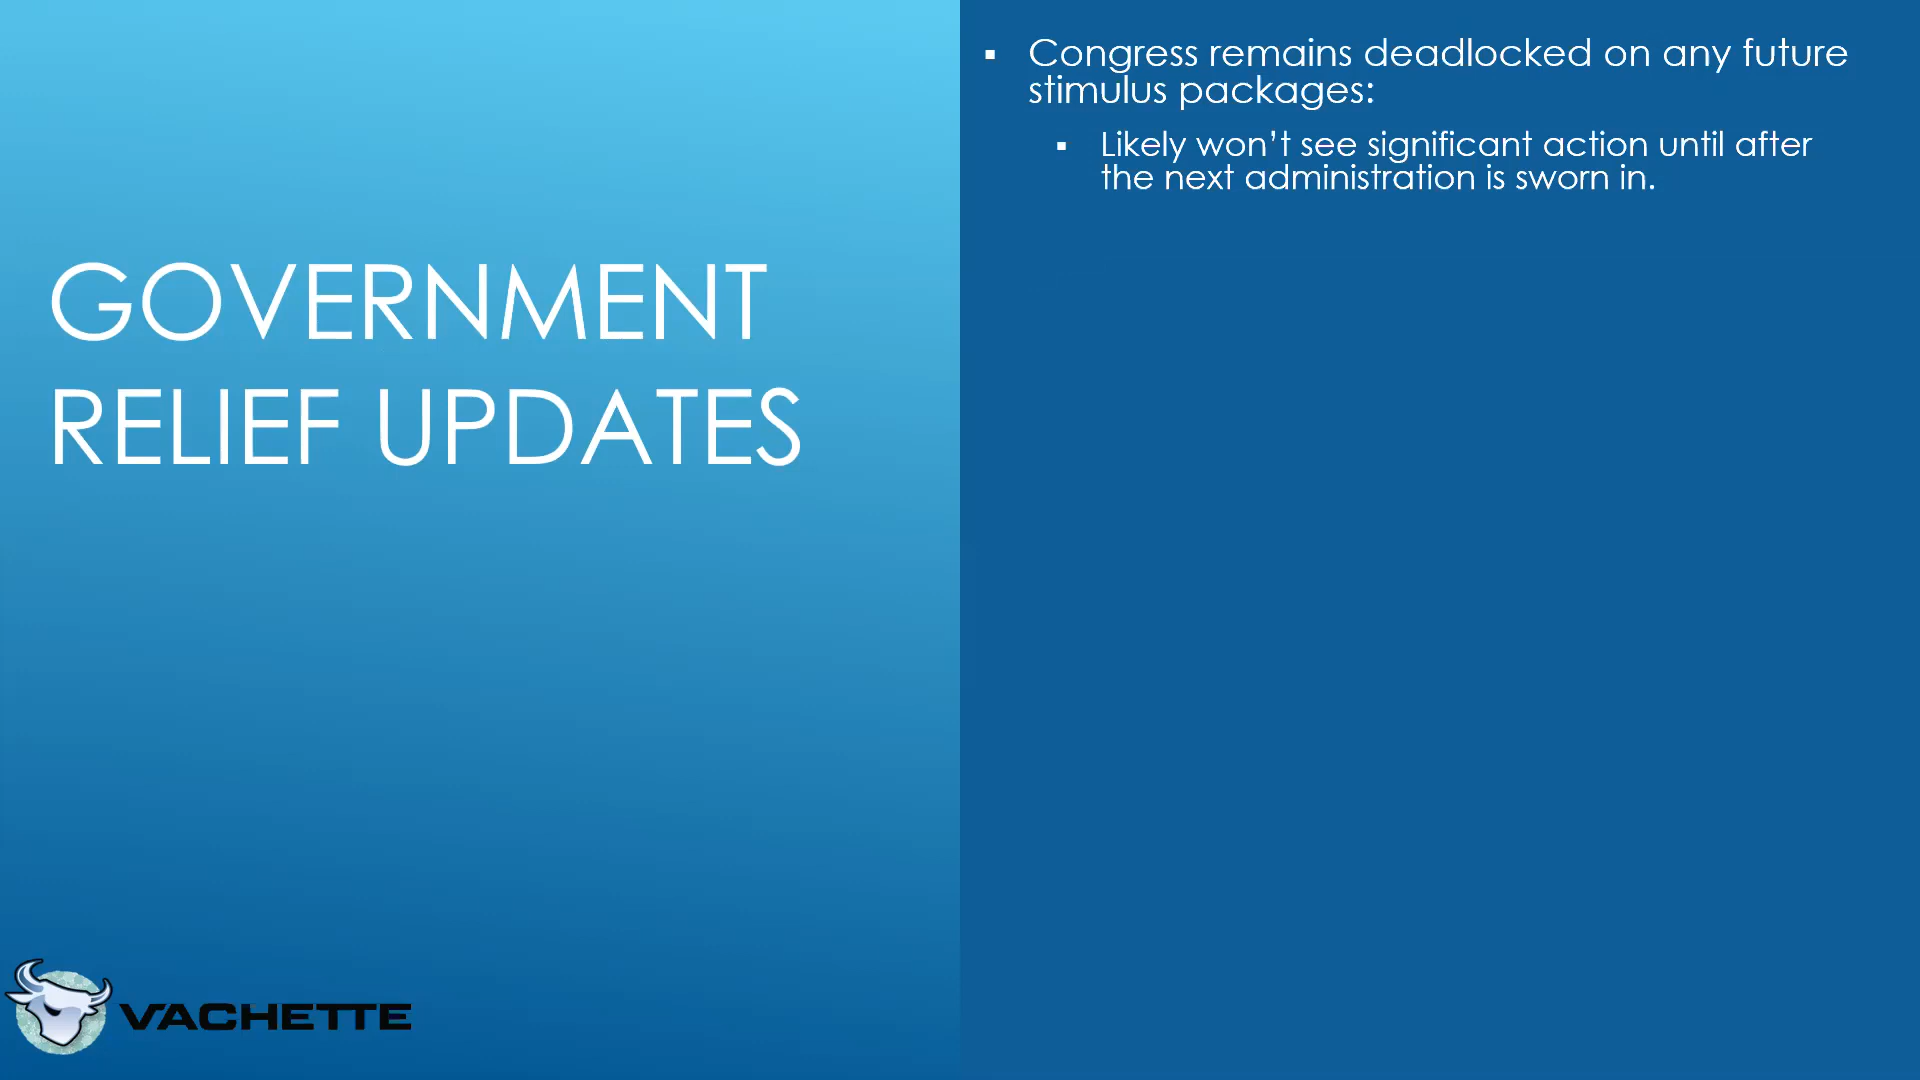 GOVERNMENT
RELIEF UPDATES
▪ Congress remains deadlocked on any future
stimulus packages:
▪ Likely won’t see significant action until after
the next administration is sworn in.
VACHETTE